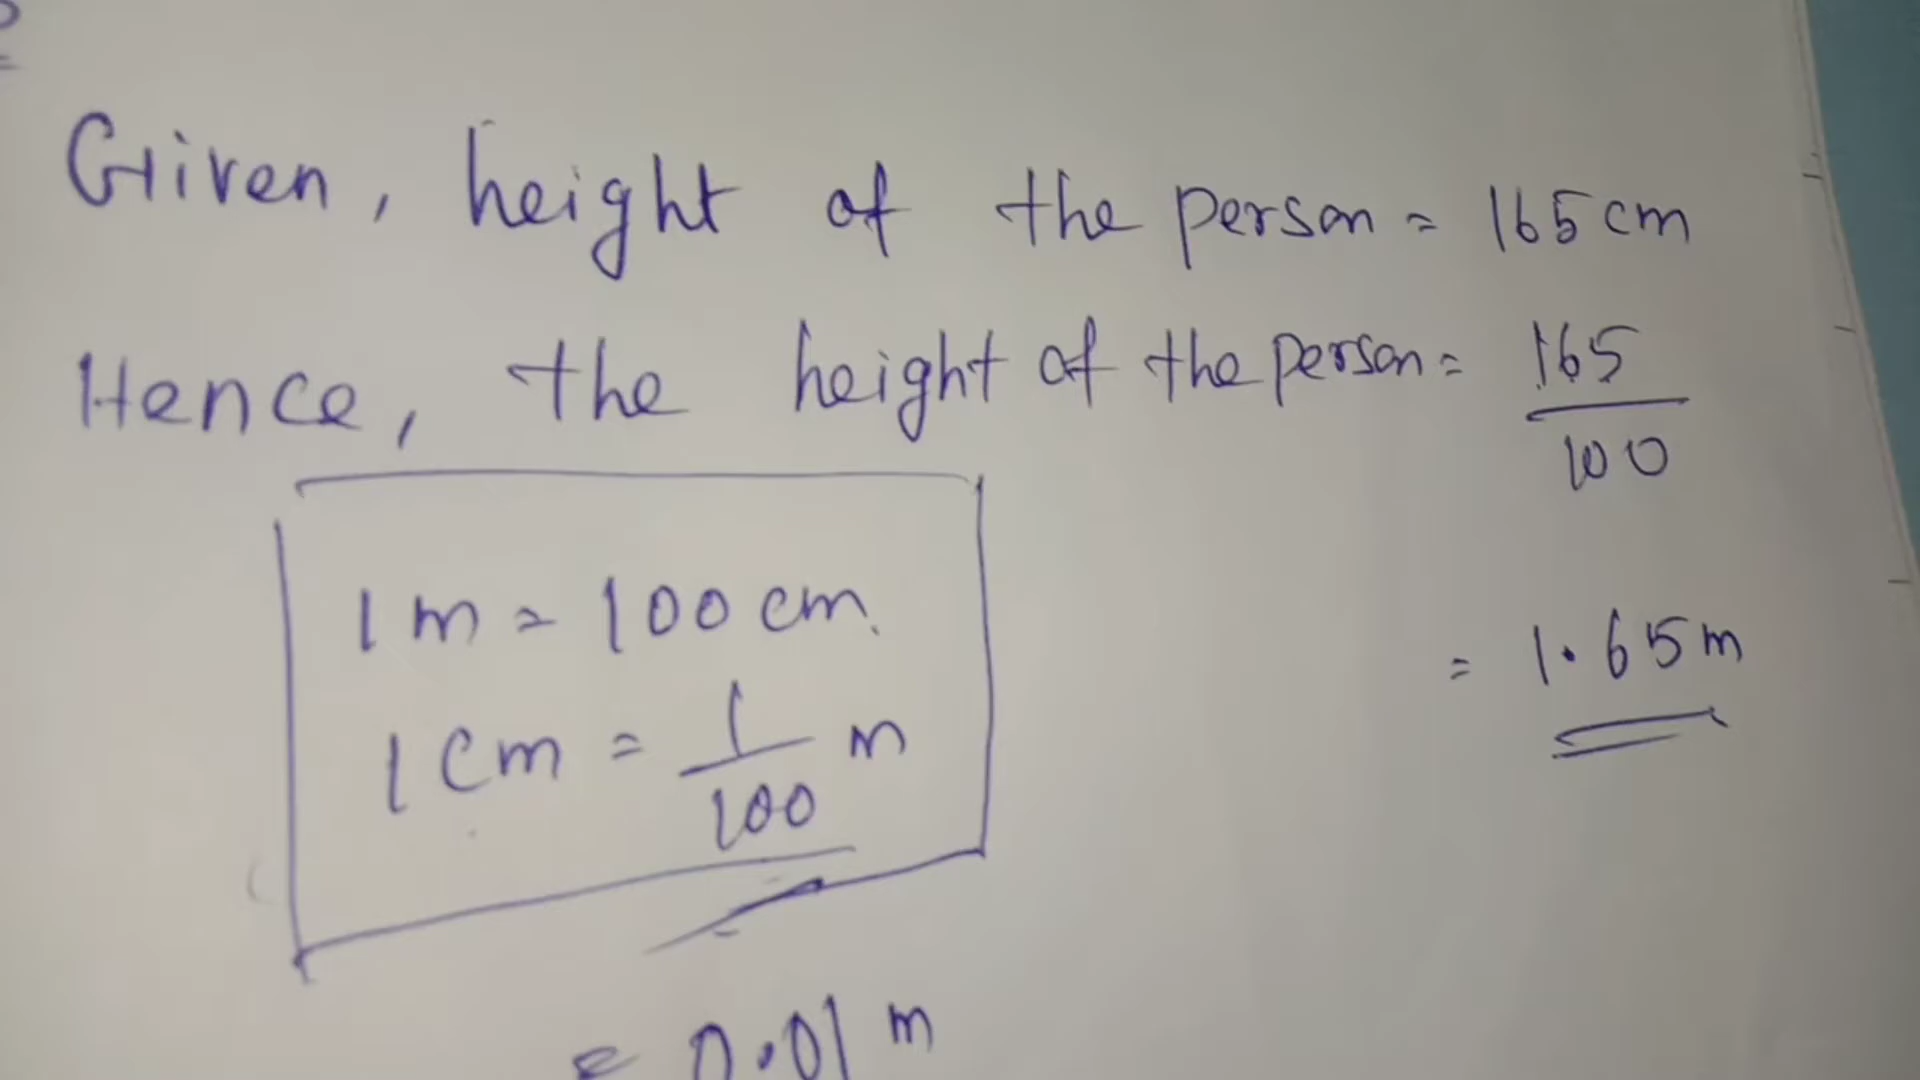 Given, height of the person = 165 cm
Hence, the height of the person = 165
100
1 m = 100 cm.
= 1.65 m
1 cm = 1 m
100
= 0.01 m